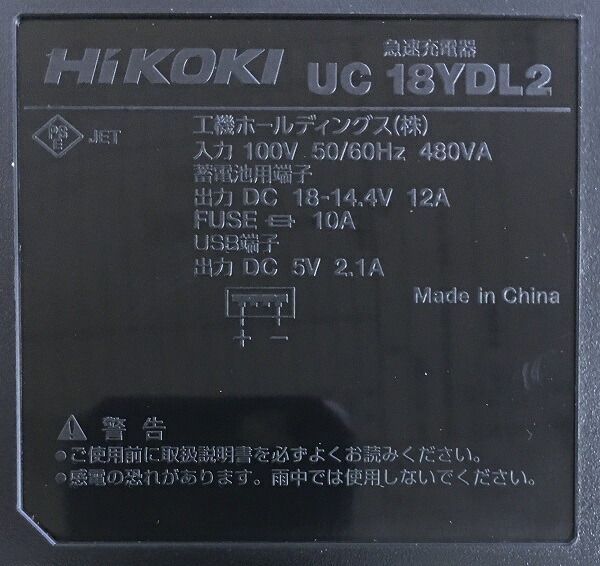 HiKOKI
急速充電器
UC 18YDL2
PS
E
JET
工機ホールディングス(株)
入力 100V 50/60Hz 480VA
蓄電池用端子
出力 DC 18-14.4V 12A
FUSE 10A
USB端子
出力 DC 5V 2.1A
Made in China
+ -
警告
●ご使用前に取扱説明書を必ずよくお読みください。
●感電の恐れがあります。雨中では使用しないでください。